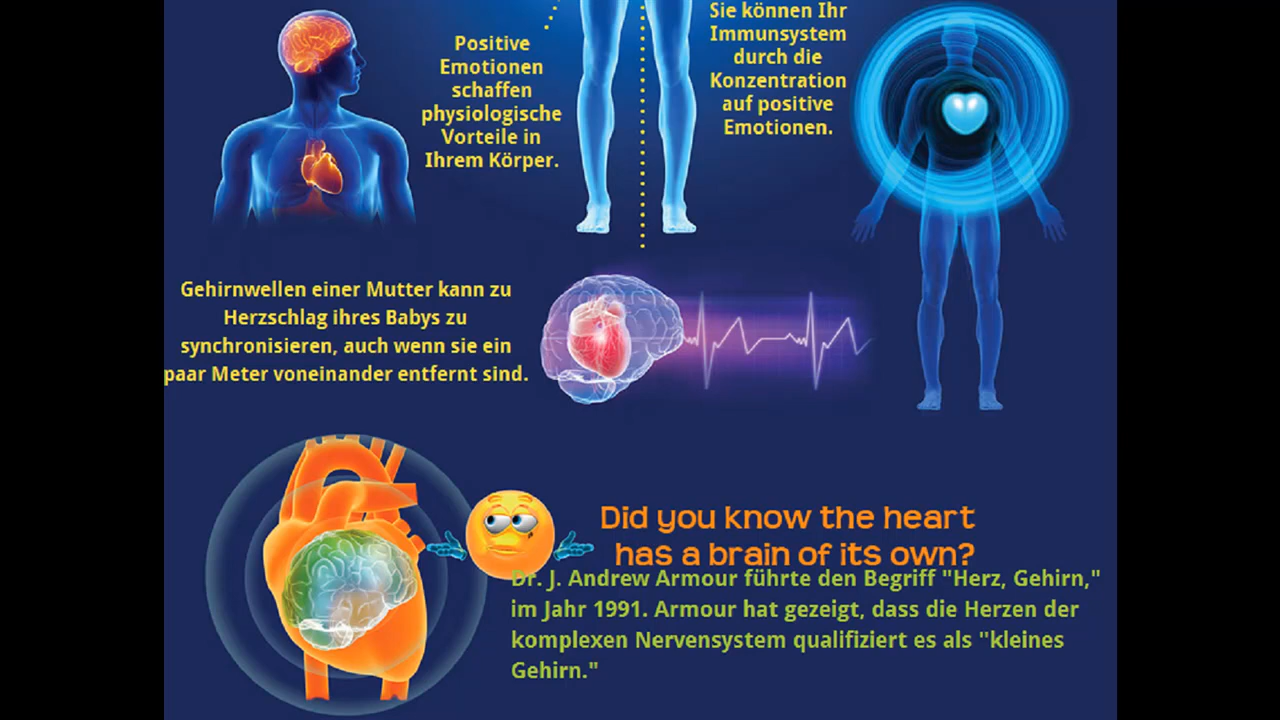 Positive
Emotionen
schaffen
physiologische
Vorteile in
Ihrem Körper.
Sie können Ihr
Immunsystem
durch die
Konzentration
auf positive
Emotionen.
Gehirnwellen einer Mutter kann zu
Herzschlag ihres Babys zu
synchronisieren, auch wenn sie ein
paar Meter voneinander entfernt sind.
Did you know the heart
has a brain of its own?
Dr. J. Andrew Armour führte den Begriff "Herz, Gehirn,"
im Jahr 1991. Armour hat gezeigt, dass die Herzen der
komplexen Nervensystem qualifiziert es als "kleines
Gehirn."